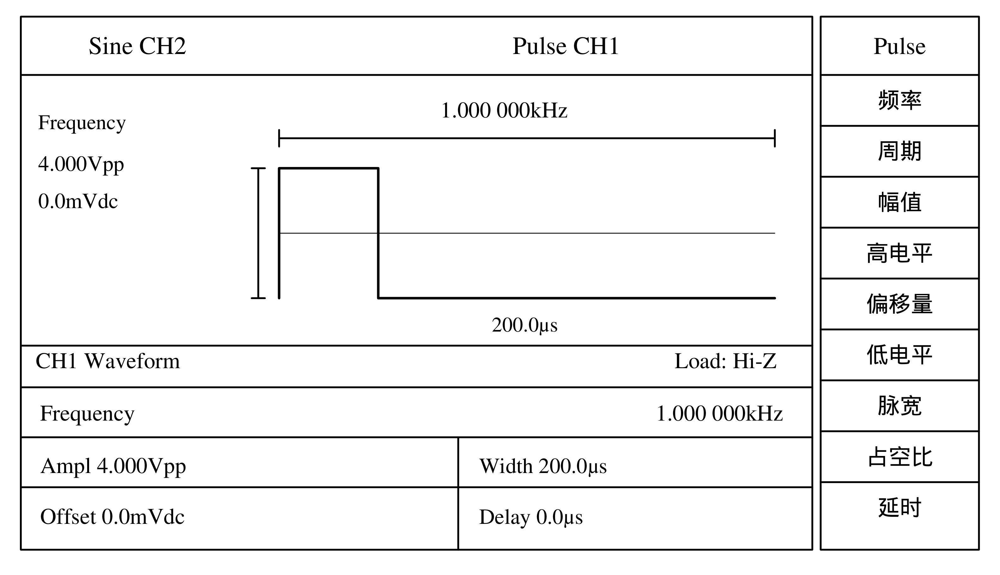 Sine CH2
Pulse CH1
Frequency
4.000Vpp
0.0mVdc
1.000 000kHz
200.0μs
CH1 Waveform
Load: Hi-Z
Frequency
1.000 000kHz
Ampl 4.000Vpp
Width 200.0μs
Offset 0.0mVdc
Delay 0.0μs
Pulse
频率
周期
幅值
高电平
偏移量
低电平
脉宽
占空比
延时